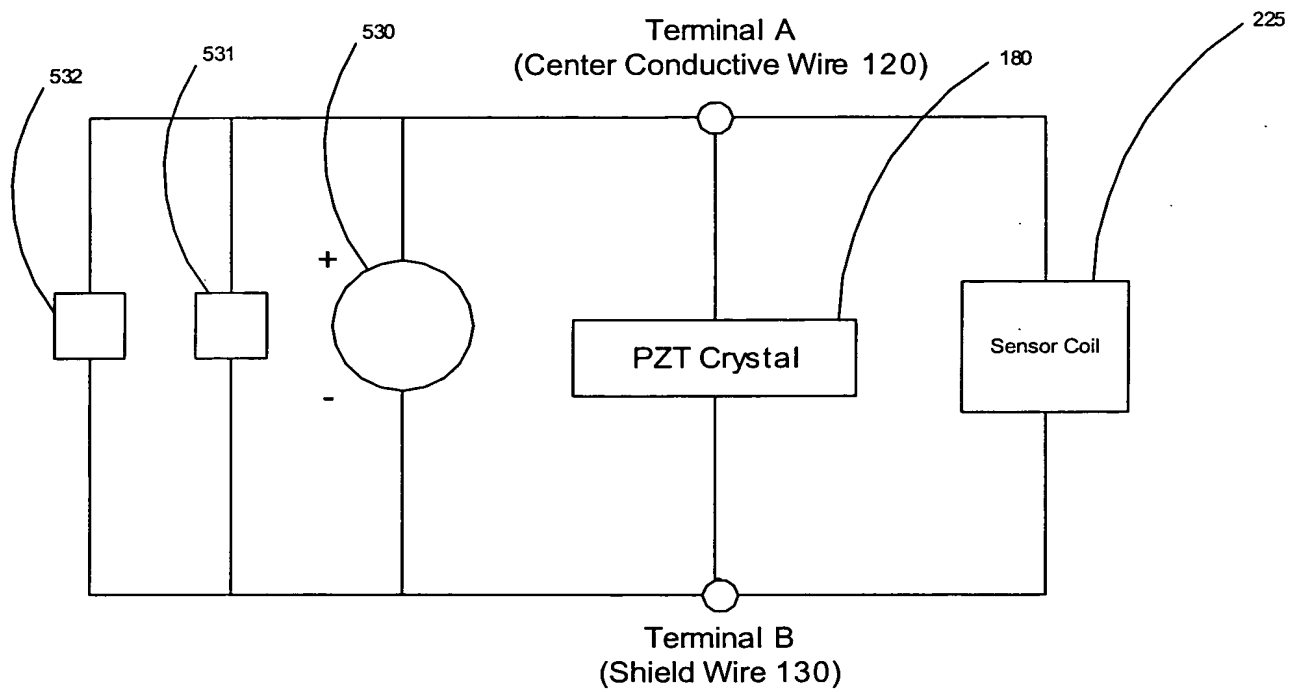 Terminal A
(Center Conductive Wire 120)
225
532
531
530
180
+
-
PZT Crystal
Sensor Coil
Terminal B
(Shield Wire 130)